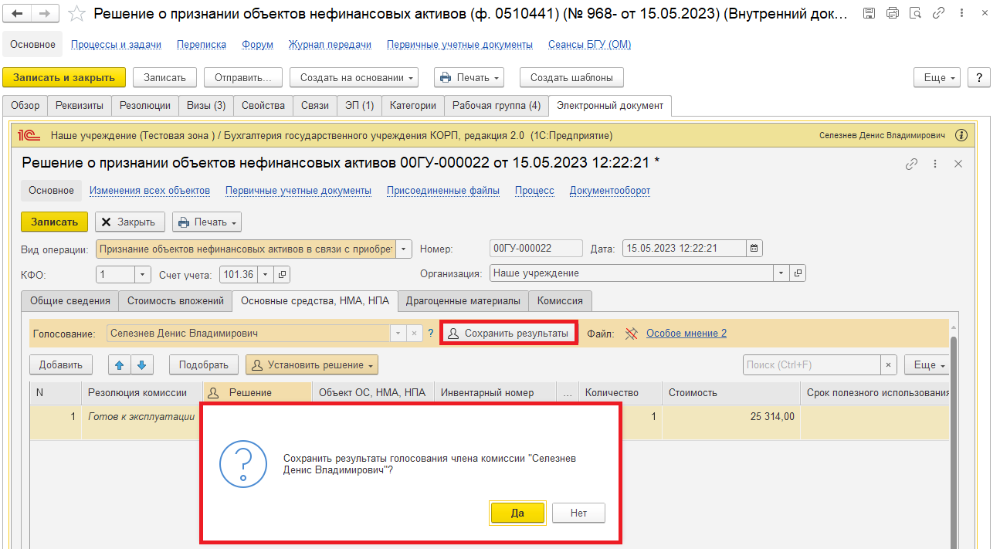 Решение о признании объектов нефинансовых активов (ф. 0510441) (№ 968- от 15.05.2023) (Внутренний док...
Основное Процессы и задачи Переписка Форум Журнал передачи Первичные учетные документы Сеансы БГУ (ОМ)
Записать и закрыть Записать Отправить... Создать на основании Печать Создать шаблоны Еще ?
Обзор Реквизиты Резолюции Визы (3) Свойства Связи ЭП (1) Категории Рабочая группа (4) Электронный документ
1С Наше учреждение (Тестовая зона ) / Бухгалтерия государственного учреждения КОРП, редакция 2.0 (1С:Предприятие) Селезнев Денис Владимирович i
Решение о признании объектов нефинансовых активов 00ГУ-000022 от 15.05.2023 12:22:21 *
Основное Изменения всех объектов Первичные учетные документы Присоединенные файлы Процесс Документооборот
Записать Закрыть Печать
Вид операции: Признание объектов нефинансовых активов в связи с приобрет Номер: 00ГУ-000022 Дата: 15.05.2023 12:22:21
КФО: 1 Счет учета: 101.36 Организация: Наше учреждение
Общие сведения Стоимость вложений Основные средства, НМА, НПА Драгоценные материалы Комиссия
Голосование: Селезнев Денис Владимирович × ? Сохранить результаты Файл: Особое мнение 2
Добавить Подобрать Установить решение Поиск (Ctrl+F) × Еще
N Резолюция комиссии Решение Объект ОС, НМА, НПА Инвентарный номер ... Количество Стоимость Срок полезного использования
1 Готов к эксплуатации 1 25 314,00
Сохранить результаты голосования члена комиссии "Селезнев
Денис Владимирович"?
Да Нет